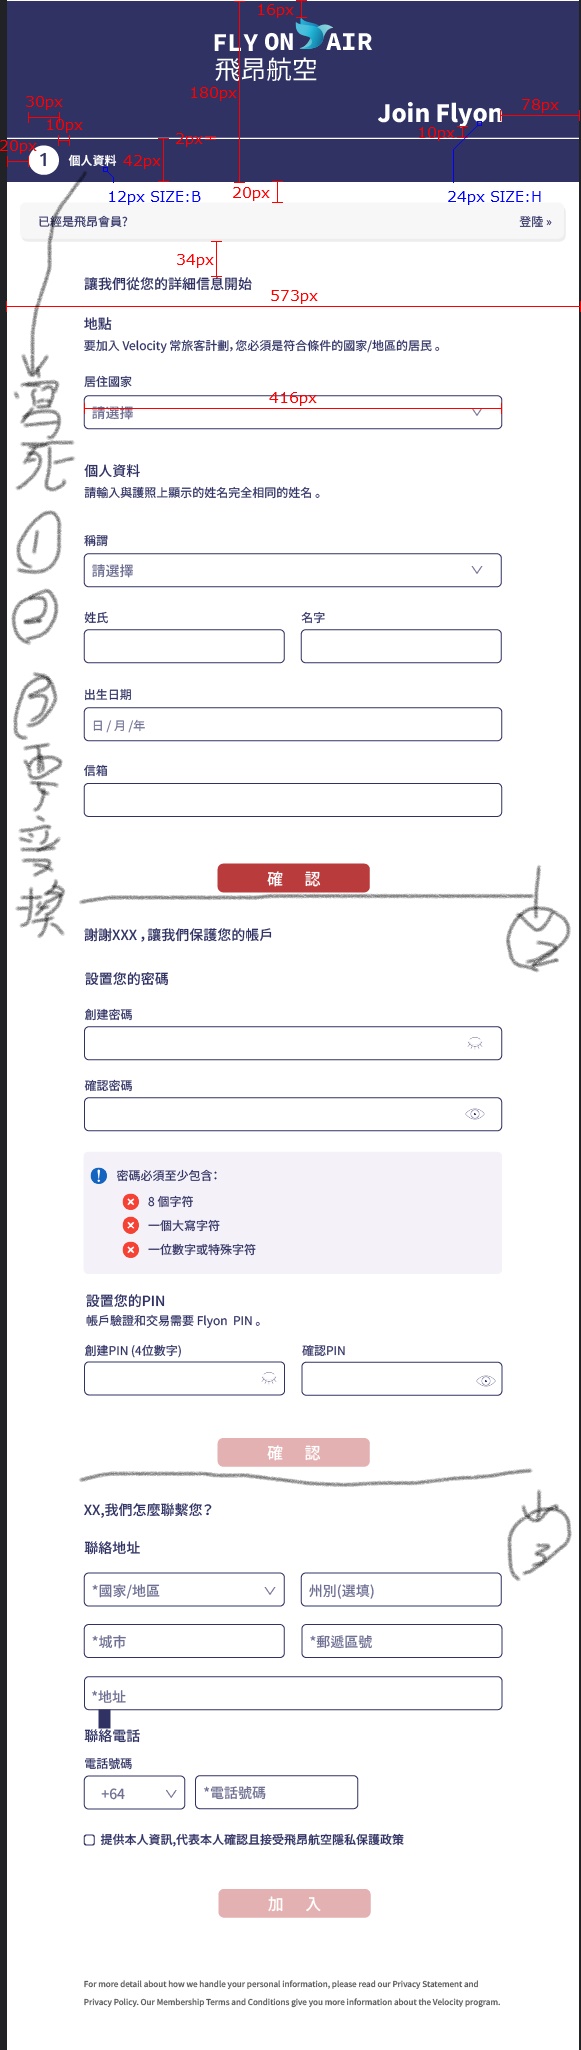 16px
FLY ON AIR
飛昂航空
180px
30px
Join Flyon
78px
10px
10px
2px
20px
1 個人資料
42px
12px SIZE:B
20px
24px SIZE:H
已經是飛昂會員?
登陸 »
34px
讓我們從您的詳細信息開始
573px
地點
要加入 Velocity 常旅客計劃，您必須是符合條件的國家/地區的居民。
居住國家
416px
請選擇
寫死
個人資料
請輸入與護照上顯示的姓名完全相同的姓名。
1
稱謂
請選擇
2
姓氏
名字
3
出生日期
日 / 月 /年
需要換
信箱
確 認
2
謝謝XXX，讓我們保護您的帳戶
設置您的密碼
創建密碼
確認密碼
密碼必須至少包含：
8 個字符
一個大寫字符
一位數字或特殊字符
設置您的PIN
帳戶驗證和交易需要 Flyon PIN。
創建PIN (4位數字)
確認PIN
確 認
XX,我們怎麼聯繫您？
3
聯絡地址
*國家/地區
州別(選填)
*城市
*郵遞區號
*地址
聯絡電話
電話號碼
+64
*電話號碼
提供本人資訊,代表本人確認且接受飛昂航空隱私保護政策
加 入
For more detail about how we handle your personal information, please read our Privacy Statement and
Privacy Policy. Our Membership Terms and Conditions give you more information about the Velocity program.